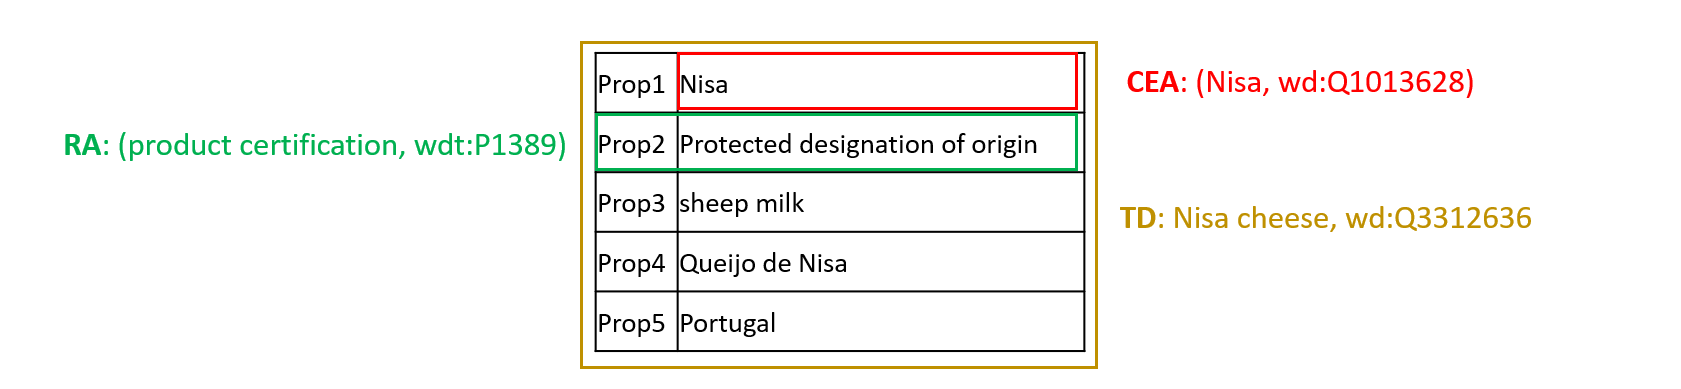 RA: (product certification, wdt:P1389)
Prop1 Nisa
Prop2 Protected designation of origin
Prop3 sheep milk
Prop4 Queijo de Nisa
Prop5 Portugal
CEA: (Nisa, wd:Q1013628)
TD: Nisa cheese, wd:Q3312636